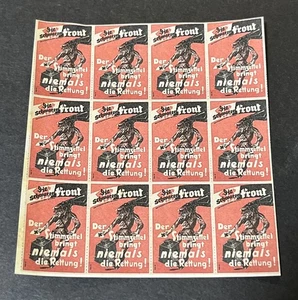 Die
Schwarze front
Der
Stimmzettel
bringt
niemals
die Rettung!
Die
Schwarze front
Der
Stimmzettel
bringt
niemals
die Rettung!
Die
Schwarze front
Der
Stimmzettel
bringt
niemals
die Rettung!
Die
Schwarze front
Der
Stimmzettel
bringt
niemals
die Rettung!
Die
Schwarze front
Der
Stimmzettel
bringt
niemals
die Rettung!
Die
Schwarze front
Der
Stimmzettel
bringt
niemals
die Rettung!
Die
Schwarze front
Der
Stimmzettel
bringt
niemals
die Rettung!
Die
Schwarze front
Der
Stimmzettel
bringt
niemals
die Rettung!
Die
Schwarze front
Der
Stimmzettel
bringt
niemals
die Rettung!
Die
Schwarze front
Der
Stimmzettel
bringt
niemals
die Rettung!
Die
Schwarze front
Der
Stimmzettel
bringt
niemals
die Rettung!
Die
Schwarze front
Der
Stimmzettel
bringt
niemals
die Rettung!